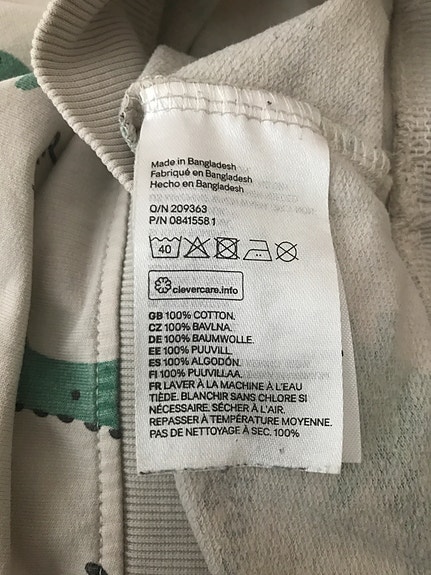 Made in Bangladesh
Fabriqué en Bangladesh
Hecho en Bangladesh
O/N 209363
P/N 0841558 1
40
clevercare.info
GB 100% COTTON.
CZ 100% BAVLNA.
DE 100% BAUMWOLLE.
EE 100% PUUVILL.
ES 100% ALGODÓN.
FI 100% PUUVILLAA.
FR LAVER À LA MACHINE À L'EAU
TIÈDE. BLANCHIR SANS CHLORE SI
NÉCESSAIRE. SÉCHER À L'AIR.
REPASSER À TEMPÉRATURE MOYENNE.
PAS DE NETTOYAGE À SEC. 100%